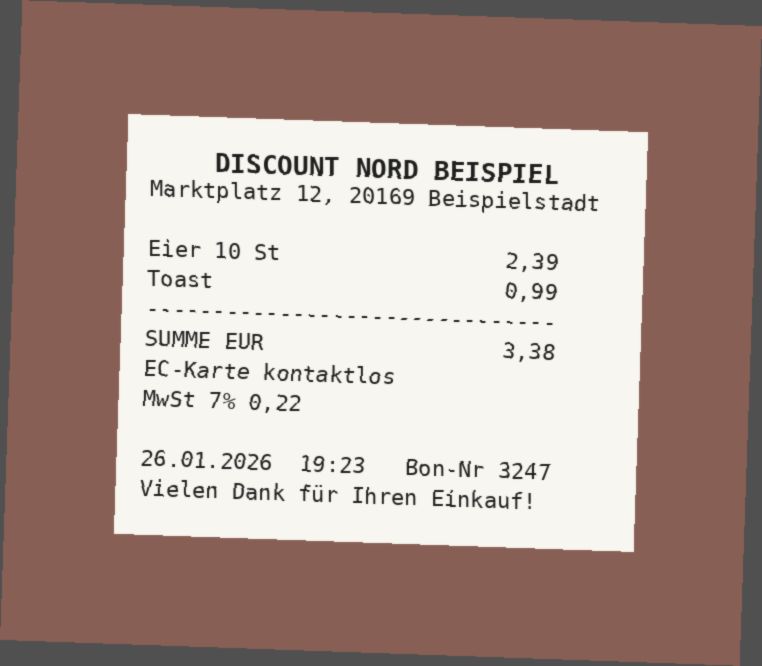 DISCOUNT NORD BEISPIEL
Marktplatz 12, 20169 Beispielstadt
Eier 10 St 2,39
Toast 0,99
-------------------------------
SUMME EUR 3,38
EC-Karte kontaktlos
MwSt 7% 0,22
26.01.2026 19:23 Bon-Nr 3247
Vielen Dank für Ihren Einkauf!